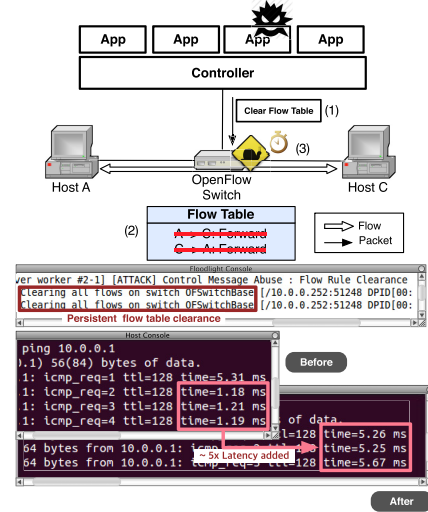 App App App App
Controller
Clear Flow Table (1)
(3)
Host A
OpenFlow
Switch
Host C
Flow Table
(2)
A -> C: Forward
C -> A: Forward
Flow
Packet
Floodlight Console
ver worker #2-1] [ATTACK] Control Message Abuse : Flow Rule Clearance
Clearing all flows on switch OFSwitchBase [/10.0.0.252:51248 DPID[00:
Clearing all flows on switch OFSwitchBase [/10.0.0.252:51248 DPID[00:
Persistent flow table clearance
Host Console
ping 10.0.0.1
0.1) 56(84) bytes of data.
1: icmp_req=1 ttl=128 time=5.31 ms
1: icmp_req=2 ttl=128 time=1.18 ms
1: icmp_req=3 ttl=128 time=1.21 ms
1: icmp_req=4 ttl=128 time=1.19 ms
Before
s of data.
ttl=128 time=5.26 ms
64 bytes from 10.0.0.1: ttl=128 time=5.25 ms
64 bytes from 10.0.0.1: ttl=128 time=5.67 ms
~ 5x Latency added
After